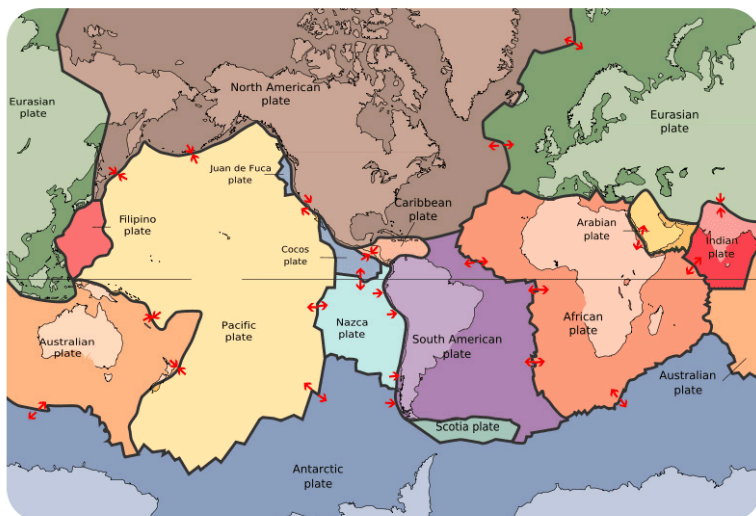 North American
plate
Eurasian
plate
Eurasian
plate
Juan de Fuca
plate
Caribbean
plate
Filipino
plate
Arabian
plate
Indian
plate
Cocos
plate
Australian
plate
Pacific
plate
Nazca
plate
South American
plate
African
plate
Australian
plate
Scotia plate
Antarctic
plate